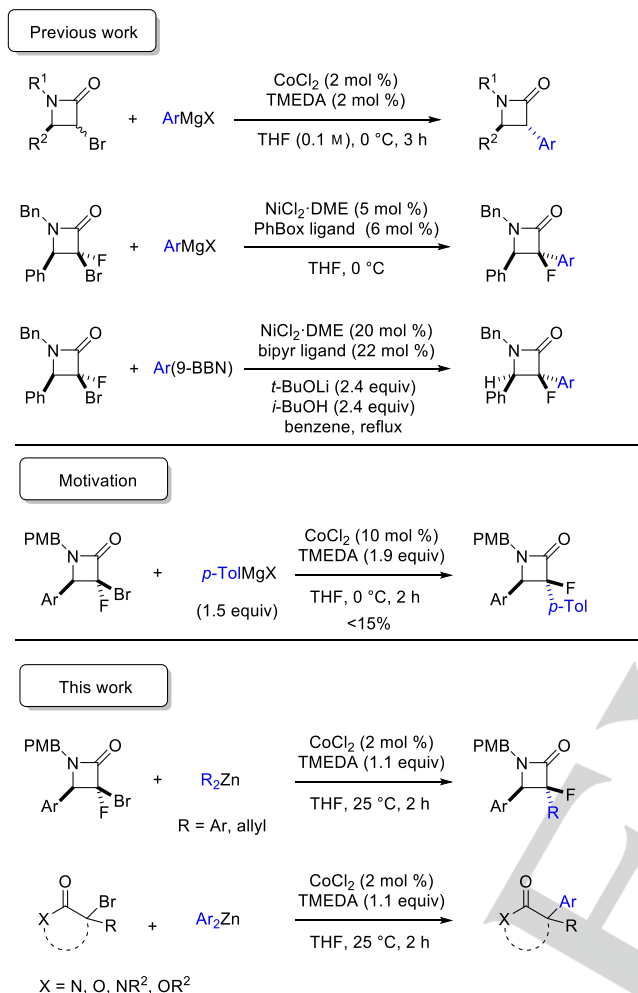 Previous work
R1
N
O
R2
Br
+
ArMgX
CoCl2 (2 mol %)
TMEDA (2 mol %)
THF (0.1 M), 0 °C, 3 h
R1
N
O
R2
Ar
Bn
N
O
Ph
F
Br
+
ArMgX
NiCl2·DME (5 mol %)
PhBox ligand (6 mol %)
THF, 0 °C
Bn
N
O
Ph
Ar
F
Bn
N
O
Ph
F
Br
+
Ar(9-BBN)
NiCl2·DME (20 mol %)
bipyr ligand (22 mol %)
t-BuOLi (2.4 equiv)
i-BuOH (2.4 equiv)
benzene, reflux
Bn
N
O
H
Ph
Ar
F
Motivation
PMB
N
O
Ar
Br
F
+
p-TolMgX
(1.5 equiv)
CoCl2 (10 mol %)
TMEDA (1.9 equiv)
THF, 0 °C, 2 h
<15%
PMB
N
O
Ar
F
p-Tol
This work
PMB
N
O
Ar
Br
F
+
R2Zn
R = Ar, allyl
CoCl2 (2 mol %)
TMEDA (1.1 equiv)
THF, 25 °C, 2 h
PMB
N
O
Ar
F
R
O
Br
X
R
+
Ar2Zn
CoCl2 (2 mol %)
TMEDA (1.1 equiv)
THF, 25 °C, 2 h
O
Ar
X
R
X = N, O, NR2, OR2